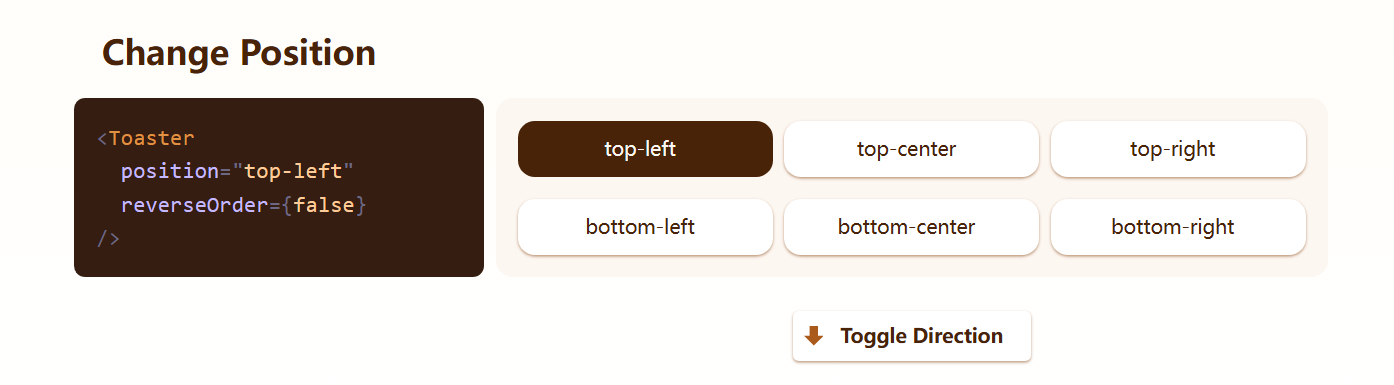 Change Position
<Toaster
  position="top-left"
  reverseOrder={false}
/>
top-left
top-center
top-right
bottom-left
bottom-center
bottom-right
Toggle Direction